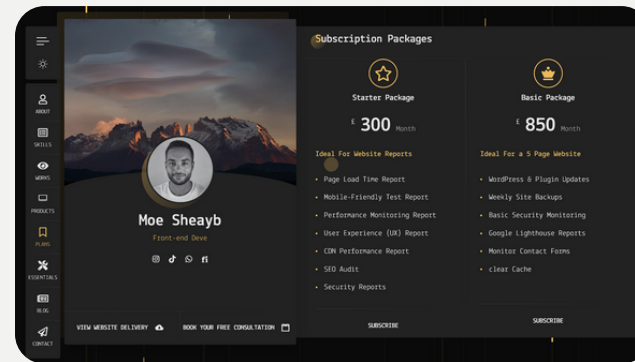 ABOUT
SKILLS
WORKS
PRODUCTS
PLANS
ESSENTIALS
BLOG
CONTACT
Moe Sheayb
Front-end Deve
VIEW WEBSITE DELIVERY
BOOK YOUR FREE CONSULTATION
Subscription Packages
Starter Package
£ 300 Month
Ideal For Website Reports
• Page Load Time Report
• Mobile-Friendly Test Report
• Performance Monitoring Report
• User Experience (UX) Report
• CDN Performance Report
• SEO Audit
• Security Reports
SUBSCRIBE
Basic Package
£ 850 Month
Ideal For a 5 Page Website
• WordPress & Plugin Updates
• Weekly Site Backups
• Basic Security Monitoring
• Google Lighthouse Reports
• Monitor Contact Forms
• clear Cache
SUBSCRIBE